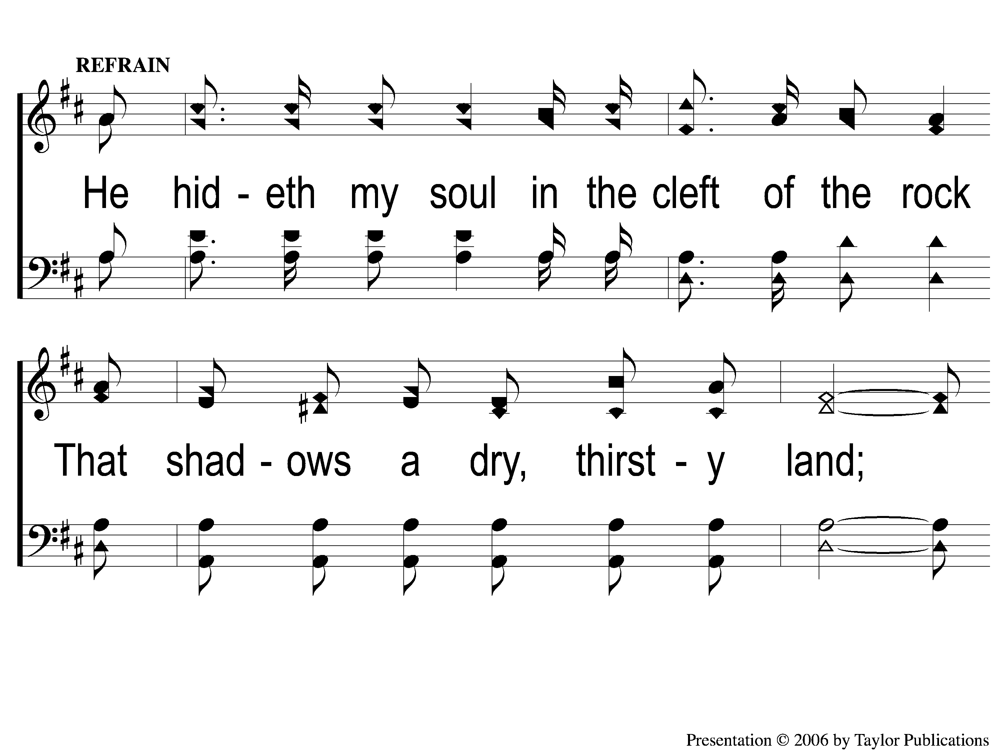 REFRAIN
He hid - eth my soul in the cleft of the rock
That shad - ows a dry, thirst - y land;
Presentation © 2006 by Taylor Publications